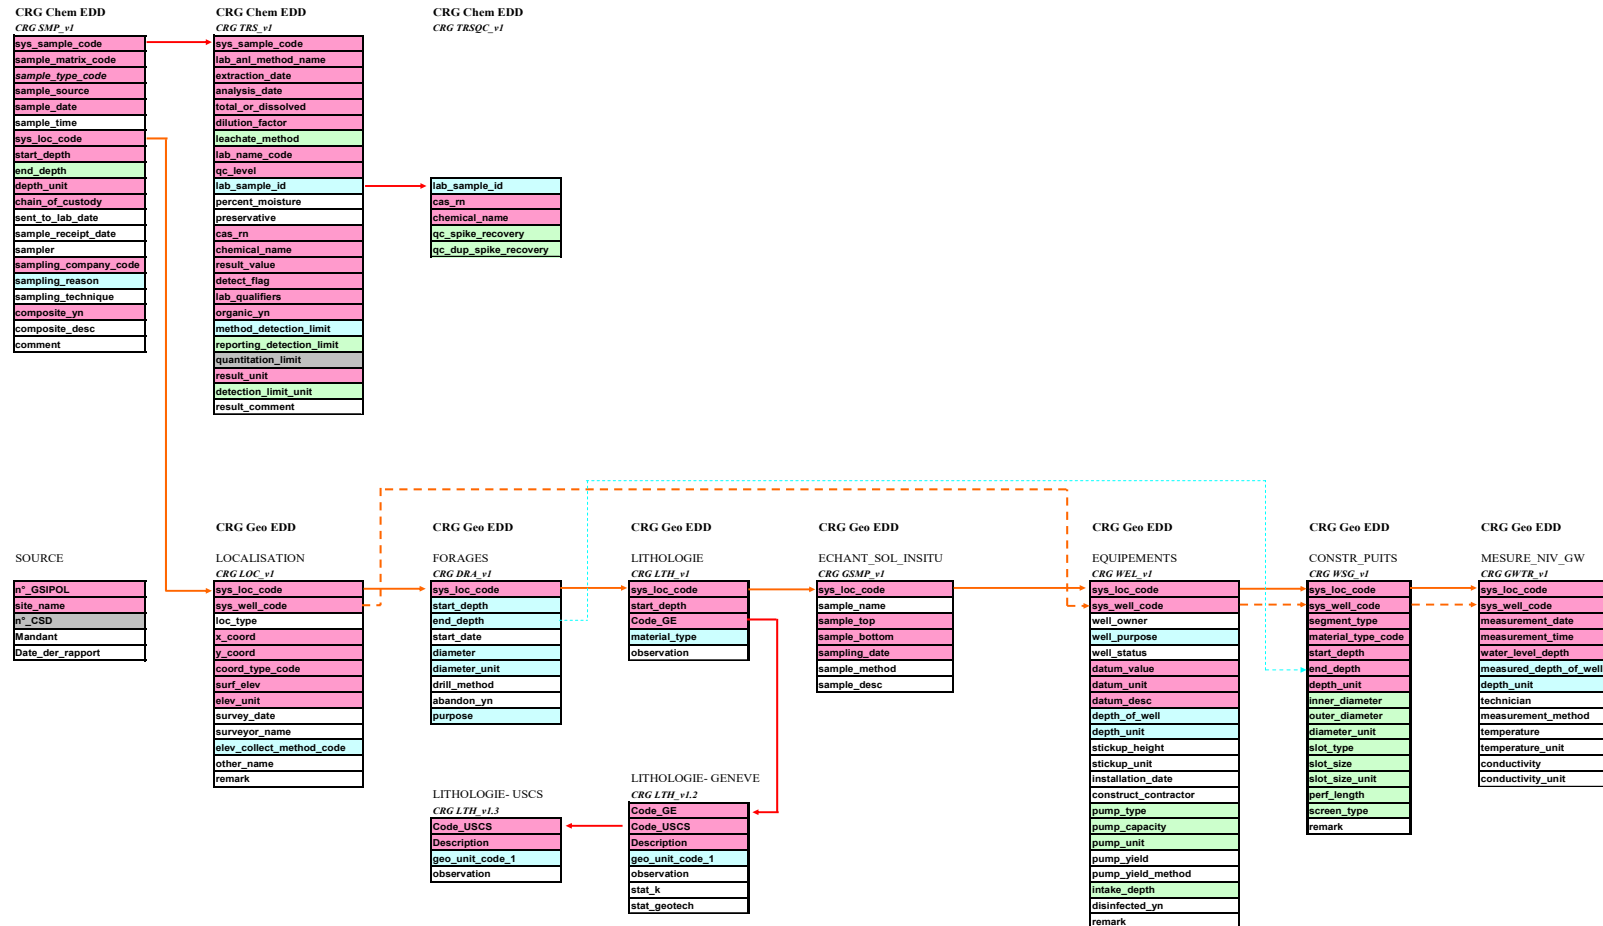 CRG Chem EDD
CRG SMP_v1
sys_sample_code
sample_matrix_code
sample_type_code
sample_source
sample_date
sample_time
sys_loc_code
start_depth
end_depth
depth_unit
chain_of_custody
sent_to_lab_date
sample_receipt_date
sampler
sampling_company_code
sampling_reason
sampling_technique
composite_yn
composite_desc
comment
CRG Chem EDD
CRG TRS_v1
sys_sample_code
lab_anl_method_name
extraction_date
analysis_date
total_or_dissolved
dilution_factor
leachate_method
lab_name_code
qc_level
lab_sample_id
percent_moisture
preservative
cas_rn
chemical_name
result_value
detect_flag
lab_qualifiers
organic_yn
method_detection_limit
reporting_detection_limit
quantitation_limit
result_unit
detection_limit_unit
result_comment
CRG Chem EDD
CRG TRSQC_v1
lab_sample_id
cas_rn
chemical_name
qc_spike_recovery
qc_dup_spike_recovery
SOURCE
n°_GSIPOL
site_name
n°_CSD
Mandant
Date_der_rapport
CRG Geo EDD
LOCALISATION
CRG LOC_v1
sys_loc_code
sys_well_code
loc_type
x_coord
y_coord
coord_type_code
surf_elev
elev_unit
survey_date
surveyor_name
elev_collect_method_code
other_name
remark
CRG Geo EDD
FORAGES
CRG DRA_v1
sys_loc_code
start_depth
end_depth
start_date
diameter
diameter_unit
drill_method
abandon_yn
purpose
LITHOLOGIE- USCS
CRG LTH_v1.3
Code_USCS
Description
geo_unit_code_1
observation
CRG Geo EDD
LITHOLOGIE
CRG LTH_v1
sys_loc_code
start_depth
Code_GE
material_type
observation
LITHOLOGIE- GENEVE
CRG LTH_v1.2
Code_GE
Code_USCS
Description
geo_unit_code_1
observation
stat_k
stat_geotech
CRG Geo EDD
ECHANT_SOL_INSITU
CRG GSMP_v1
sys_loc_code
sample_name
sample_top
sample_bottom
sampling_date
sample_method
sample_desc
CRG Geo EDD
EQUIPEMENTS
CRG WEL_v1
sys_loc_code
sys_well_code
well_owner
well_purpose
well_status
datum_value
datum_unit
datum_desc
depth_of_well
depth_unit
stickup_height
stickup_unit
installation_date
construct_contractor
pump_type
pump_capacity
pump_unit
pump_yield
pump_yield_method
intake_depth
disinfected_yn
remark
CRG Geo EDD
CONSTR_PUITS
CRG WSG_v1
sys_loc_code
sys_well_code
segment_type
material_type_code
start_depth
end_depth
depth_unit
inner_diameter
outer_diameter
diameter_unit
slot_type
slot_size
slot_size_unit
perf_length
screen_type
remark
CRG Geo EDD
MESURE_NIV_GW
CRG GWTR_v1
sys_loc_code
sys_well_code
measurement_date
measurement_time
water_level_depth
measured_depth_of_well
depth_unit
technician
measurement_method
temperature
temperature_unit
conductivity
conductivity_unit